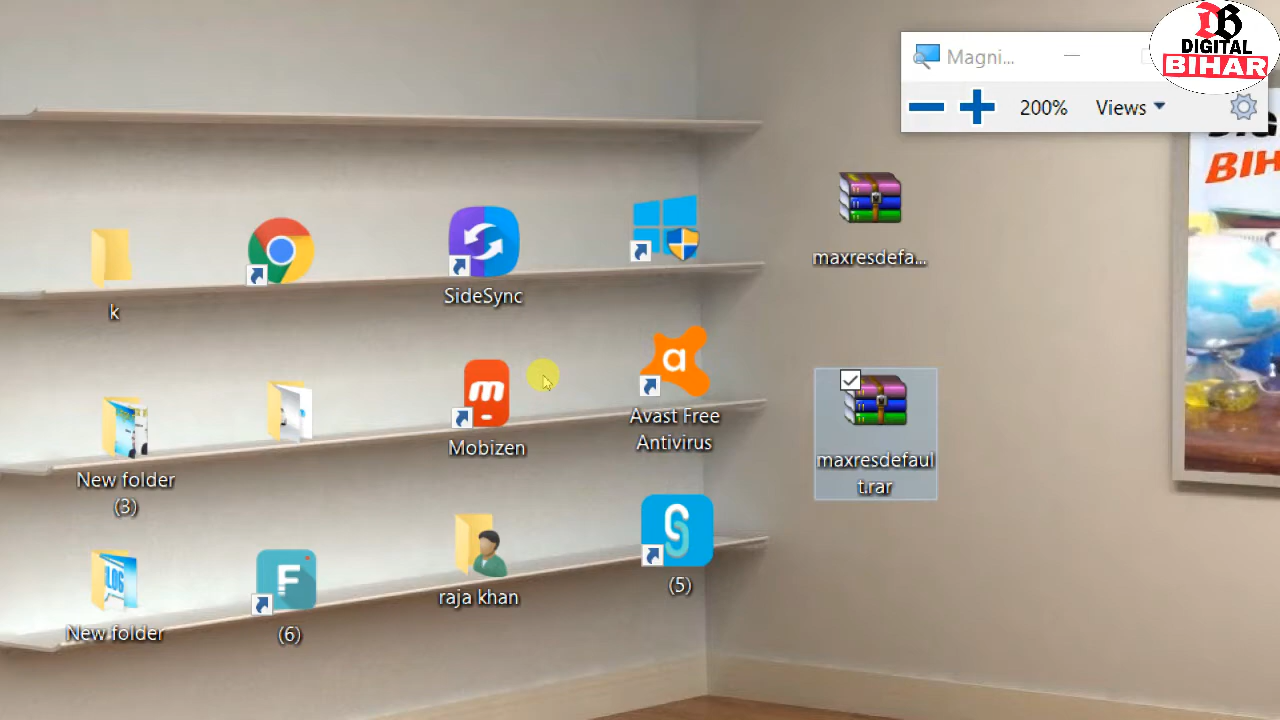 DB
DIGITAL
BIHAR
Magni...
200% Views
BIH
maxresdefa...
k
SideSync
Mobizen
Avast Free
Antivirus
maxresdefaul
t.rar
New folder
(3)
raja khan
(5)
New folder
(6)